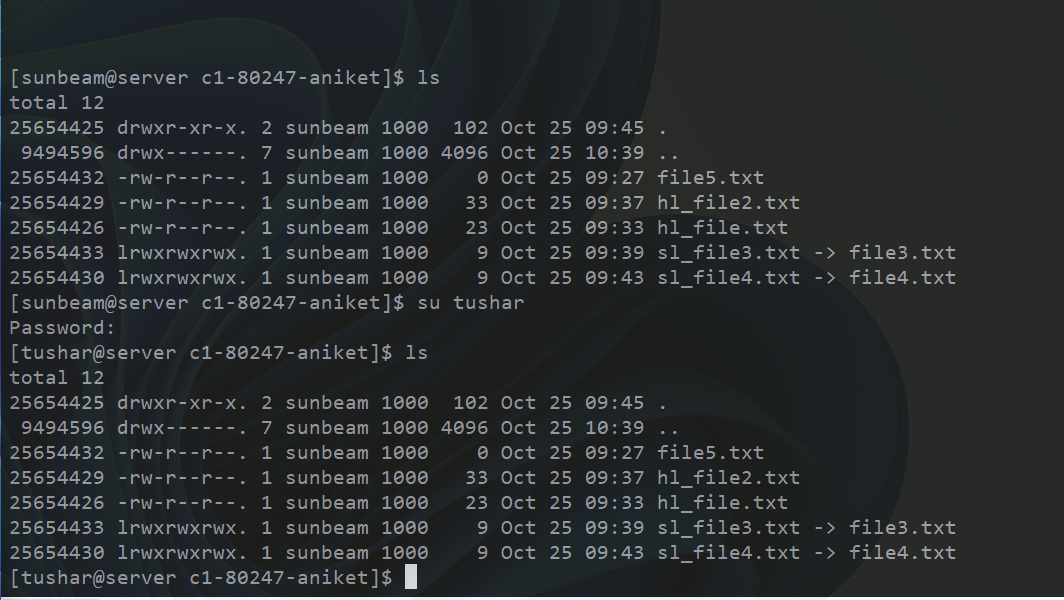 [sunbeam@server c1-80247-aniket]$ ls
total 12
25654425 drwxr-xr-x. 2 sunbeam 1000  102 Oct 25 09:45 .
 9494596 drwx------. 7 sunbeam 1000 4096 Oct 25 10:39 ..
25654432 -rw-r--r--. 1 sunbeam 1000    0 Oct 25 09:27 file5.txt
25654429 -rw-r--r--. 1 sunbeam 1000   33 Oct 25 09:37 hl_file2.txt
25654426 -rw-r--r--. 1 sunbeam 1000   23 Oct 25 09:33 hl_file.txt
25654433 lrwxrwxrwx. 1 sunbeam 1000    9 Oct 25 09:39 sl_file3.txt -> file3.txt
25654430 lrwxrwxrwx. 1 sunbeam 1000    9 Oct 25 09:43 sl_file4.txt -> file4.txt
[sunbeam@server c1-80247-aniket]$ su tushar
Password:
[tushar@server c1-80247-aniket]$ ls
total 12
25654425 drwxr-xr-x. 2 sunbeam 1000  102 Oct 25 09:45 .
 9494596 drwx------. 7 sunbeam 1000 4096 Oct 25 10:39 ..
25654432 -rw-r--r--. 1 sunbeam 1000    0 Oct 25 09:27 file5.txt
25654429 -rw-r--r--. 1 sunbeam 1000   33 Oct 25 09:37 hl_file2.txt
25654426 -rw-r--r--. 1 sunbeam 1000   23 Oct 25 09:33 hl_file.txt
25654433 lrwxrwxrwx. 1 sunbeam 1000    9 Oct 25 09:39 sl_file3.txt -> file3.txt
25654430 lrwxrwxrwx. 1 sunbeam 1000    9 Oct 25 09:43 sl_file4.txt -> file4.txt
[tushar@server c1-80247-aniket]$